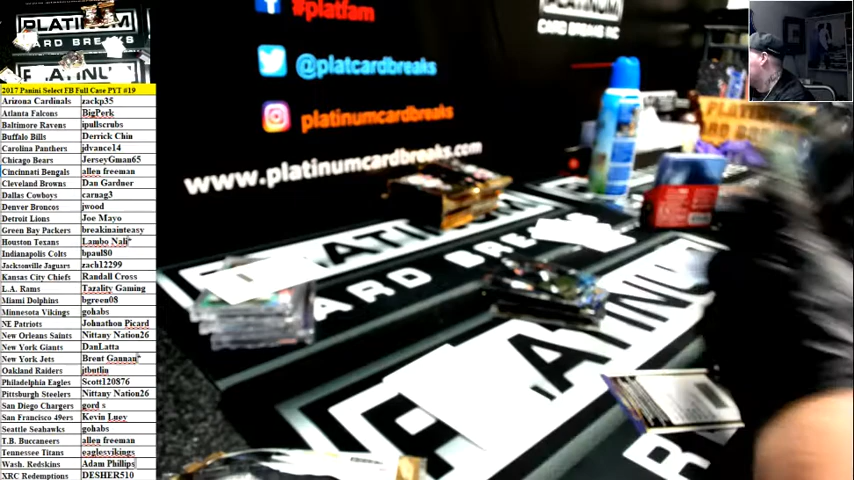 PLATINUM
CARD BREAKS
PLATINUM
2017 Panini Select FB Full Case PYT #19
Arizona Cardinals zackp35
Atlanta Falcons BigPerk
Baltimore Ravens ipullscrubs
Buffalo Bills Derrick Chin
Carolina Panthers jdvance14
Chicago Bears JerseyGman65
Cincinnati Bengals allen freeman
Cleveland Browns Dan Gardner
Dallas Cowboys carnag3
Denver Broncos jwood
Detroit Lions Joe Mayo
Green Bay Packers breakinainteasy
Houston Texans Lambo Nali*
Indianapolis Colts bpaul80
Jacksonville Jaguars zach12299
Kansas City Chiefs Randall Cross
L.A. Rams Tarality Gaming
Miami Dolphins bgreen08
Minnesota Vikings gohabs
NE Patriots Johnathon Picard
New Orleans Saints Nittany Nation26
New York Giants DanLatta
New York Jets Brent Gannan*
Oakland Raiders jtbutlin
Philadelphia Eagles Scott120876
Pittsburgh Steelers Nittany Nation26
San Diego Chargers gord s
San Francisco 49ers Kevin Luey
Seattle Seahawks gohabs
T.B. Buccaneers allen freeman
Tennessee Titans eaglesvikings
Wash. Redskins Adam Phillips
XRC Redemptions DESHER510
#platfam
@platcardbreaks
platinumcardbreaks
www.platinumcardbreaks.com
PLATINUM
CARD BREAKS INC